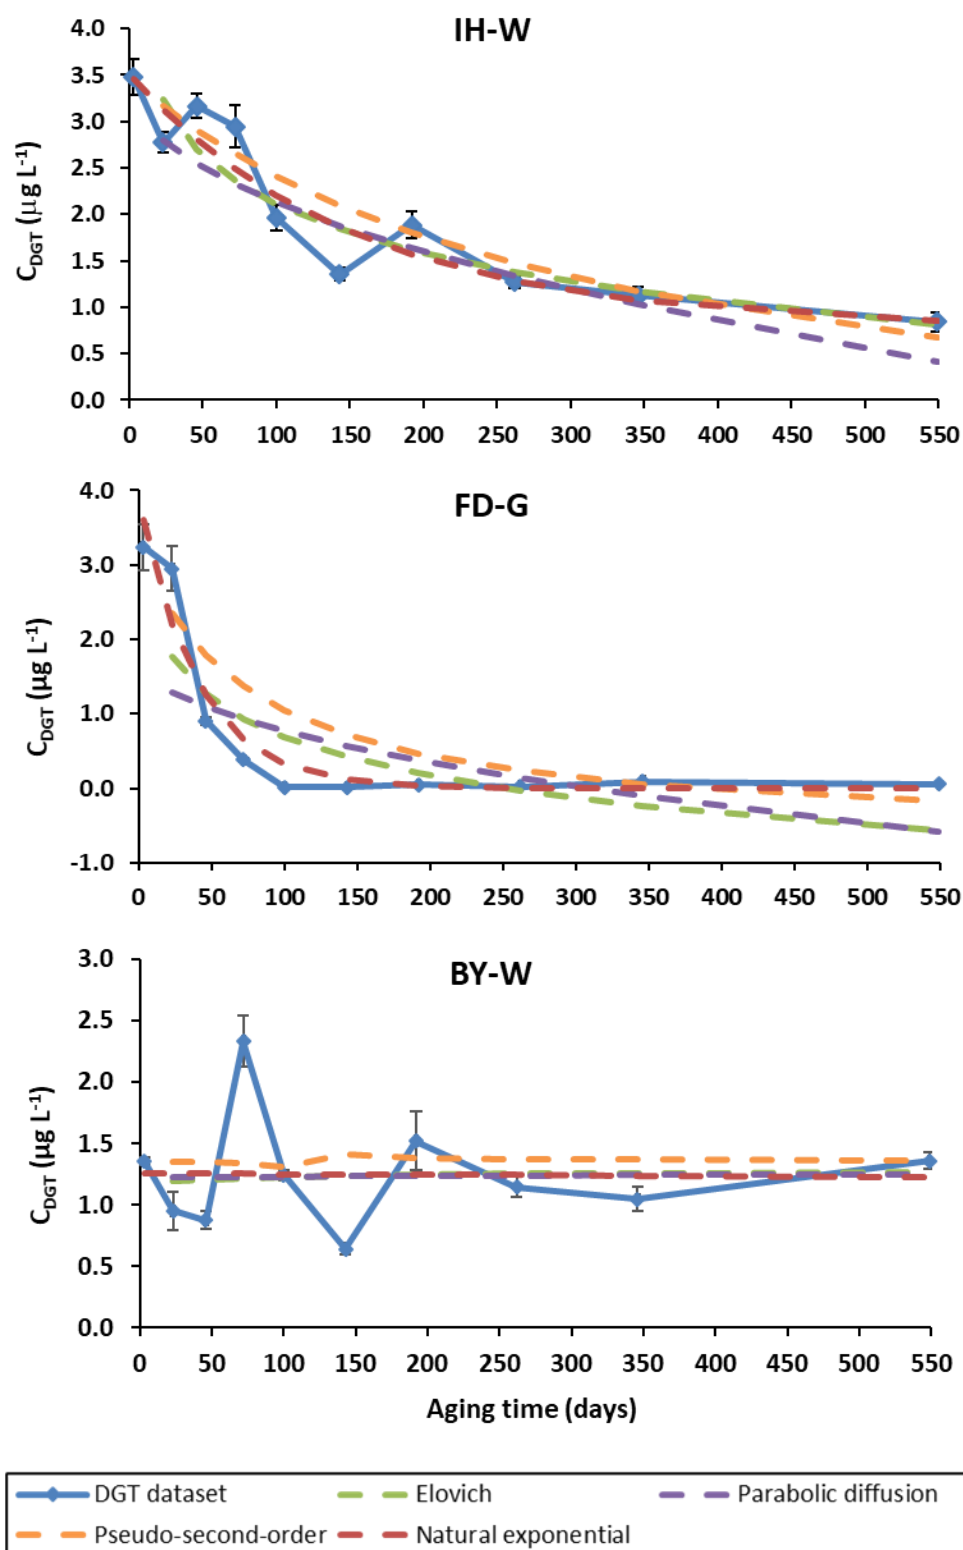 IH-W
4.0
3.5
3.0
2.5
2.0
1.5
1.0
0.5
0.0
C_DGT (µg L⁻¹)
0 50 100 150 200 250 300 350 400 450 500 550
FD-G
4.0
3.0
2.0
1.0
0.0
-1.0
C_DGT (µg L⁻¹)
0 50 100 150 200 250 300 350 400 450 500 550
BY-W
3.0
2.5
2.0
1.5
1.0
0.5
0.0
C_DGT (µg L⁻¹)
0 50 100 150 200 250 300 350 400 450 500 550
Aging time (days)
DGT dataset Elovich Parabolic diffusion
Pseudo-second-order Natural exponential